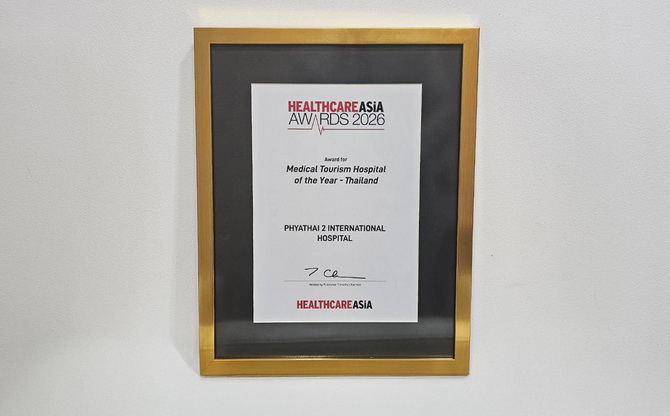 HEALTHCAREASiA
AWARDS 2026
Award for
Medical Tourism Hospital
of the Year - Thailand
PHYATHAI 2 INTERNATIONAL
HOSPITAL
HEALTHCAREASiA